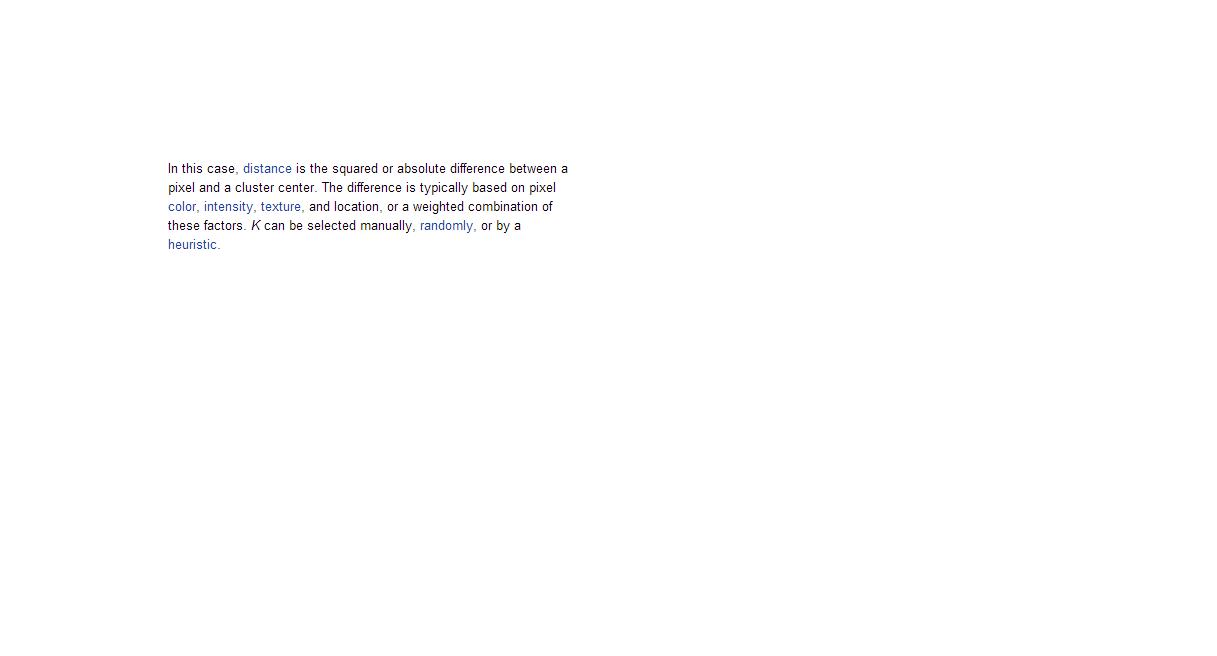 In this case, distance is the squared or absolute difference between a
pixel and a cluster center. The difference is typically based on pixel
color, intensity, texture, and location, or a weighted combination of
these factors. K can be selected manually, randomly, or by a
heuristic.